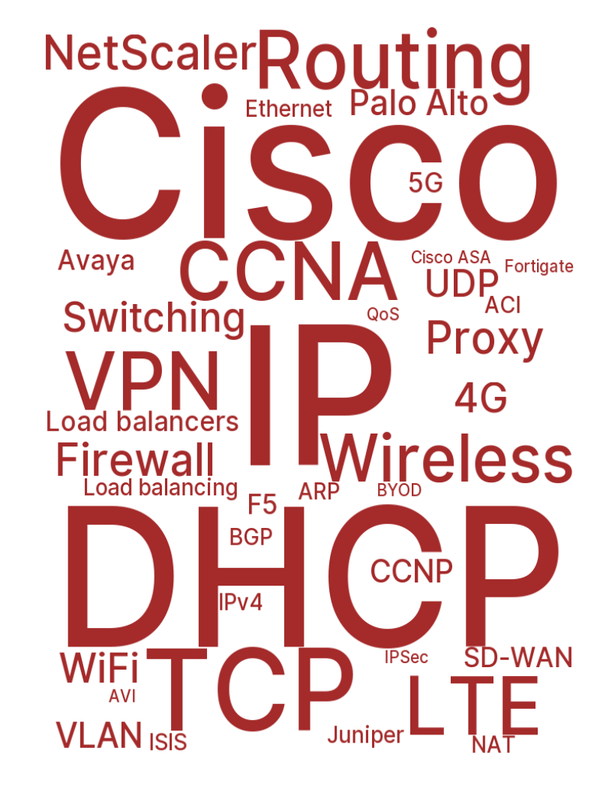 NetScaler
Routing
Ethernet
Palo Alto
Cisco
5G
Avaya
CCNA
Cisco ASA
Fortigate
UDP
ACI
Switching
QoS
IP
Proxy
VPN
4G
Load balancers
Firewall
Wireless
Load balancing
F5
ARP
BYOD
BGP
DHCP
CCNP
IPv4
WiFi
TCP
IPSec
SD-WAN
AVI
LTE
VLAN
ISIS
Juniper
NAT